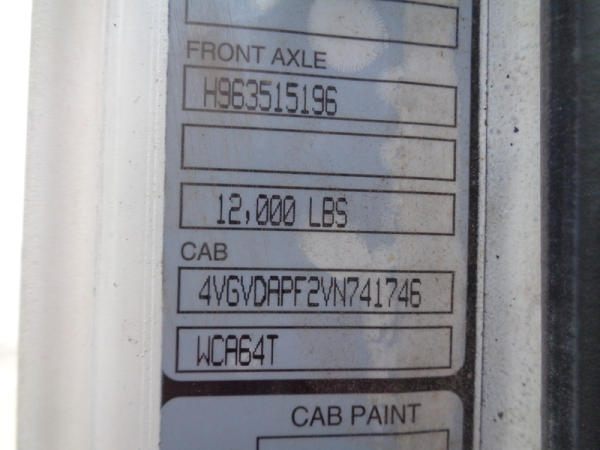 FRONT AXLE
H963515196
12,000 LBS
CAB
4VGVDAPF2VN741746
WCA64T
CAB PAINT